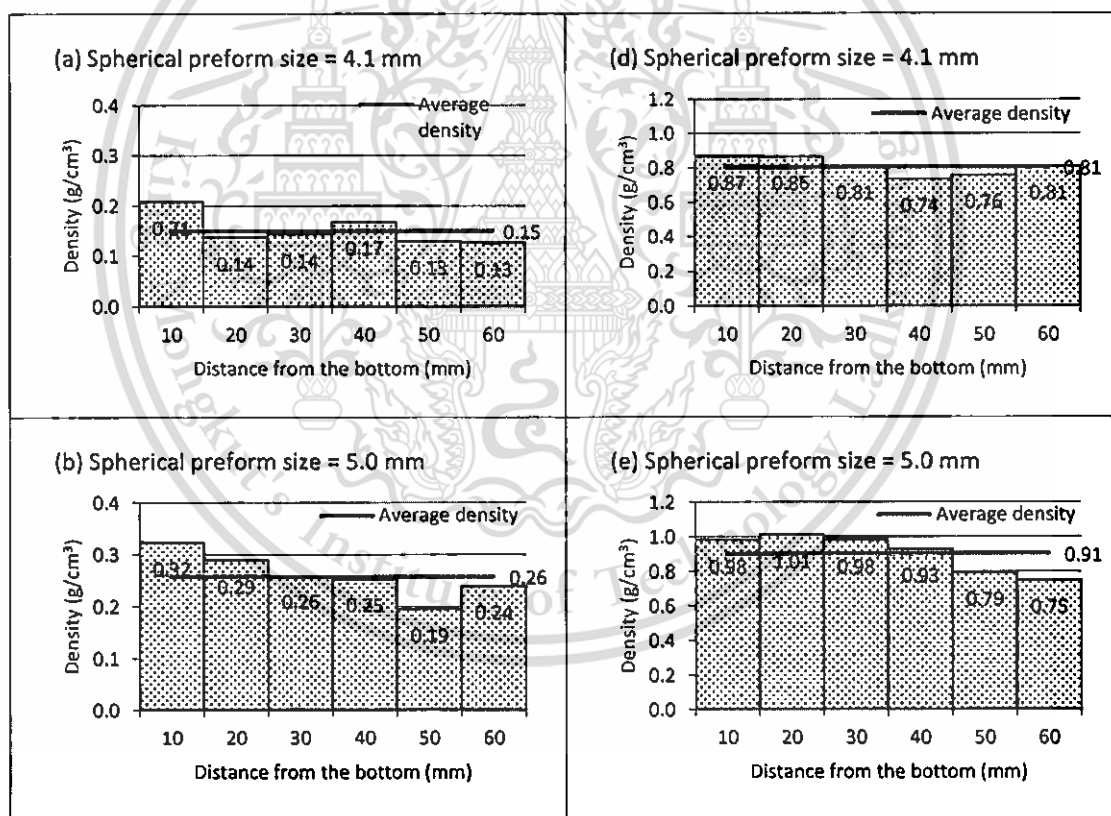 (a) Spherical preform size = 4.1 mm
0.4
0.3
0.2
0.1
0.0
Density (g/cm³)
Average density
0.21
0.14
0.14
0.17
0.13
0.13
0.15
10 20 30 40 50 60
Distance from the bottom (mm)
(d) Spherical preform size = 4.1 mm
1.2
1.0
0.8
0.6
0.4
0.2
0.0
Density (g/cm³)
Average density
0.87
0.86
0.81
0.74
0.76
0.81
0.81
10 20 30 40 50 60
Distance from the bottom (mm)
(b) Spherical preform size = 5.0 mm
0.4
0.3
0.2
0.1
0.0
Density (g/cm³)
Average density
0.32
0.29
0.26
0.25
0.19
0.24
0.26
10 20 30 40 50 60
Distance from the bottom (mm)
(e) Spherical preform size = 5.0 mm
1.2
1.0
0.8
0.6
0.4
0.2
0.0
Density (g/cm³)
Average density
0.98
1.01
0.98
0.93
0.79
0.75
0.91
10 20 30 40 50 60
Distance from the bottom (mm)
King Mongkut's Institute of Technology